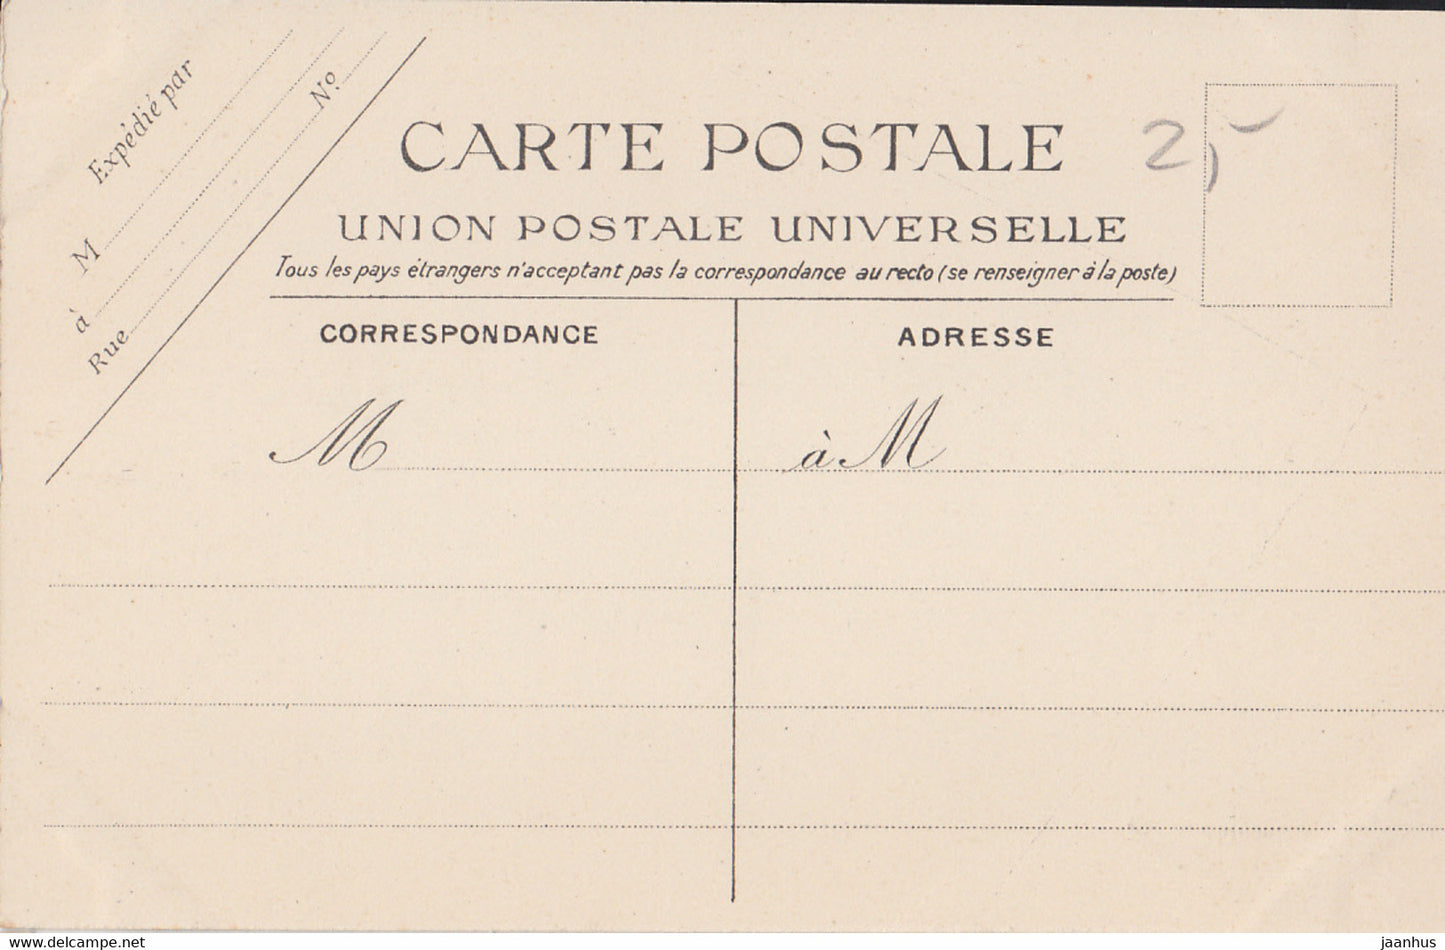 Expédié par
M
à
Rue Nº
CARTE POSTALE
2,-
UNION POSTALE UNIVERSELLE
Tous les pays étrangers n'acceptant pas la correspondance au recto (se renseigner à la poste)
CORRESPONDANCE
ADRESSE
M
à M
www.delcampe.net
jaanhus